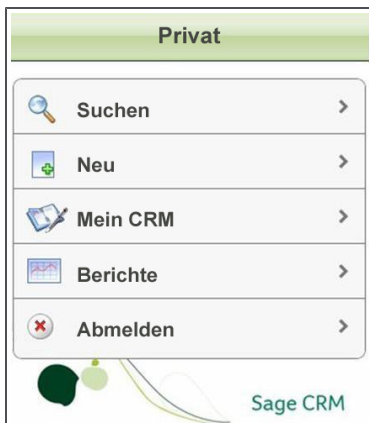 Privat
Suchen
Neu
Mein CRM
Berichte
Abmelden
Sage CRM